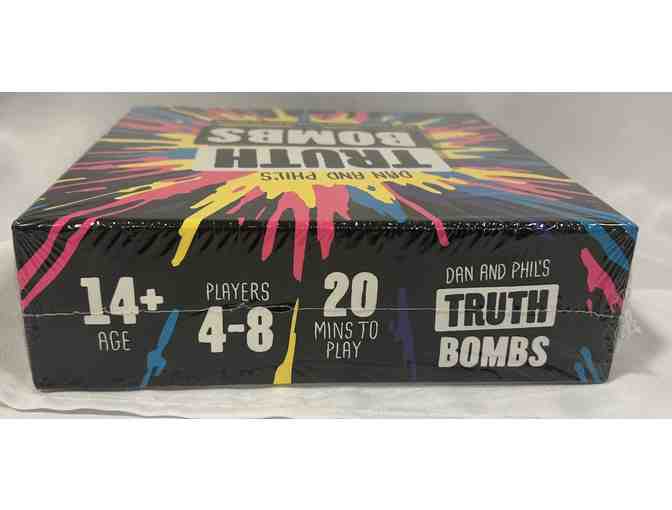 DAN AND PHIL'S
TRUTH
BOMBS
14+
AGE
PLAYERS
4-8
20
MINS TO
PLAY
DAN AND PHIL'S
TRUTH
BOMBS